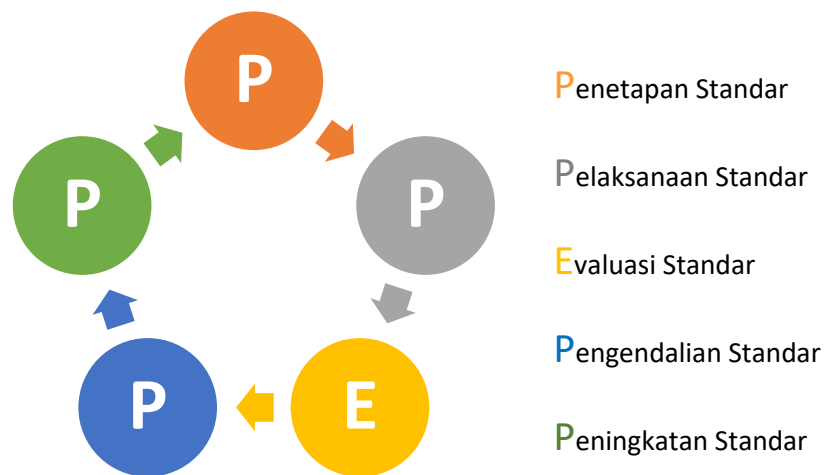 P
P
P
P
E
Penetapan Standar
Pelaksanaan Standar
Evaluasi Standar
Pengendalian Standar
Peningkatan Standar